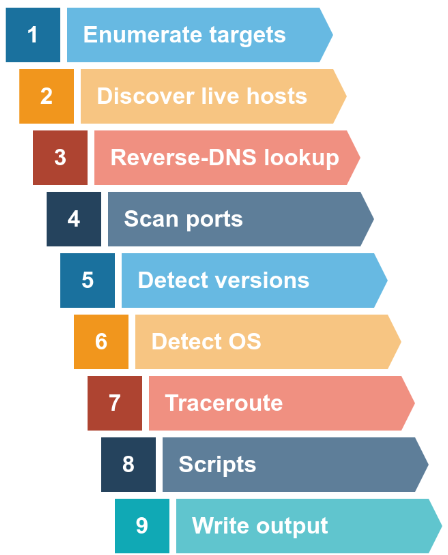 1 Enumerate targets
2 Discover live hosts
3 Reverse-DNS lookup
4 Scan ports
5 Detect versions
6 Detect OS
7 Traceroute
8 Scripts
9 Write output